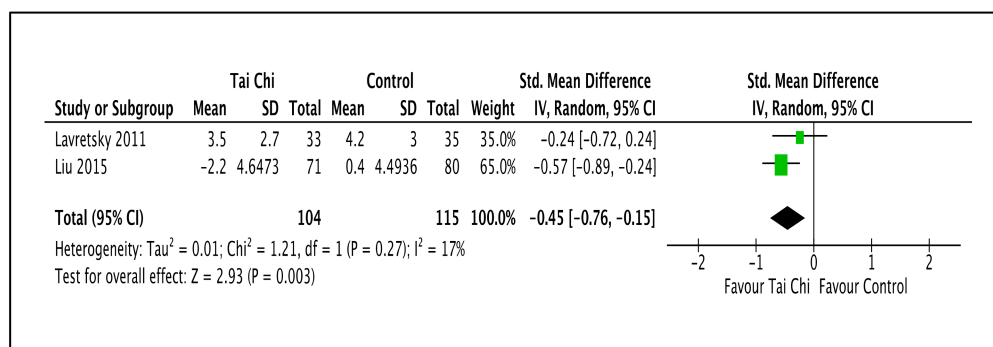 Tai Chi Control Std. Mean Difference Std. Mean Difference
Study or Subgroup Mean SD Total Mean SD Total Weight IV, Random, 95% CI IV, Random, 95% CI
Lavretsky 2011 3.5 2.7 33 4.2 3 35 35.0% −0.24 [−0.72, 0.24]
Liu 2015 −2.2 4.6473 71 0.4 4.4936 80 65.0% −0.57 [−0.89, −0.24]
Total (95% CI) 104 115 100.0% −0.45 [−0.76, −0.15]
Heterogeneity: Tau² = 0.01; Chi² = 1.21, df = 1 (P = 0.27); I² = 17%
Test for overall effect: Z = 2.93 (P = 0.003)
−2 −1 0 1 2
Favour Tai Chi Favour Control